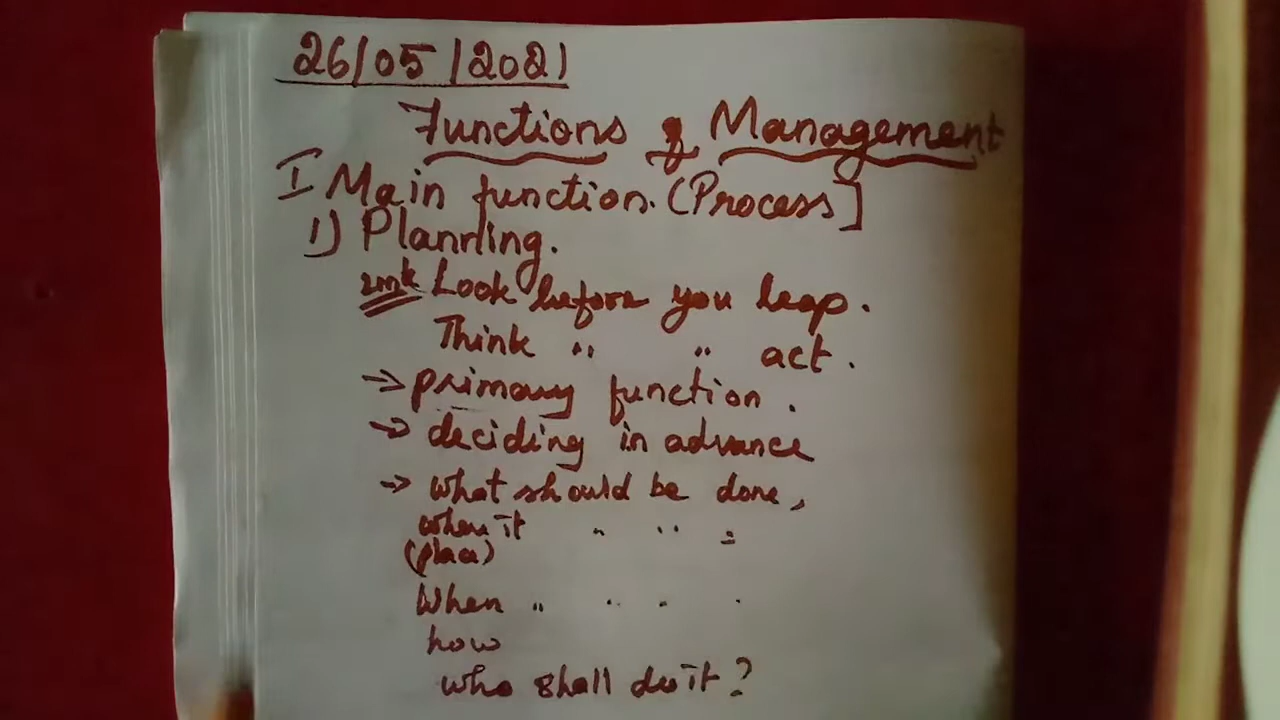 26/05/2021
Functions of Management
I Main function. (Process]
1) Planning.
2mk Look before you leap.
Think " " act.
→ primary function.
→ deciding in advance
→ what should be done,
where it " " "
(place)
When " " " "
how
who shall do it?